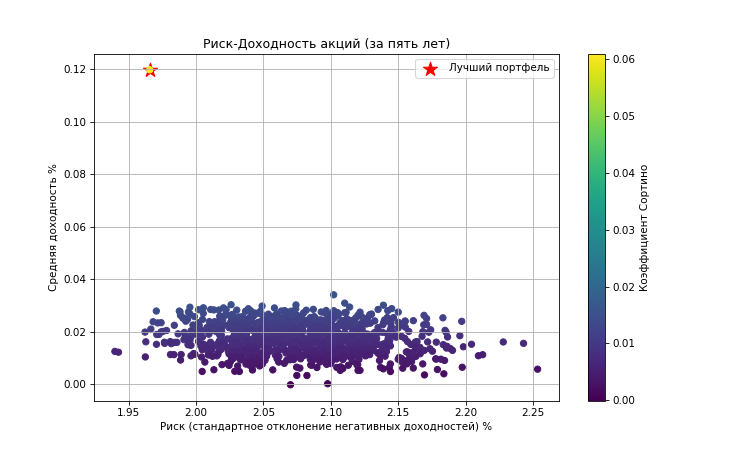 Риск-Доходность акций (за пять лет)
Лучший портфель
Средняя доходность %
0.12
0.10
0.08
0.06
0.04
0.02
0.00
1.95 2.00 2.05 2.10 2.15 2.20 2.25
Риск (стандартное отклонение негативных доходностей) %
0.06
0.05
0.04
0.03
0.02
0.01
0.00
Коэффициент Сортино